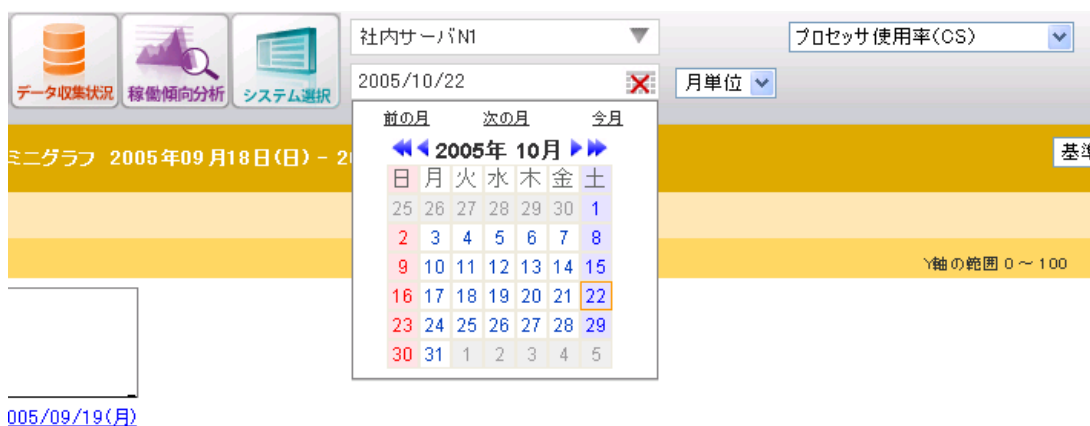 社内サーバN1
プロセッサ使用率(CS)
データ収集状況
稼働傾向分析
システム選択
2005/10/22
月単位
前の月 次の月 今月
2005年 10月
ミニグラフ 2005年09月18日(日) - 2
基準
日 月 火 水 木 金 土
25 26 27 28 29 30 1
2 3 4 5 6 7 8
9 10 11 12 13 14 15
16 17 18 19 20 21 22
23 24 25 26 27 28 29
30 31 1 2 3 4 5
Y軸の範囲 0 ~ 100
005/09/19(月)